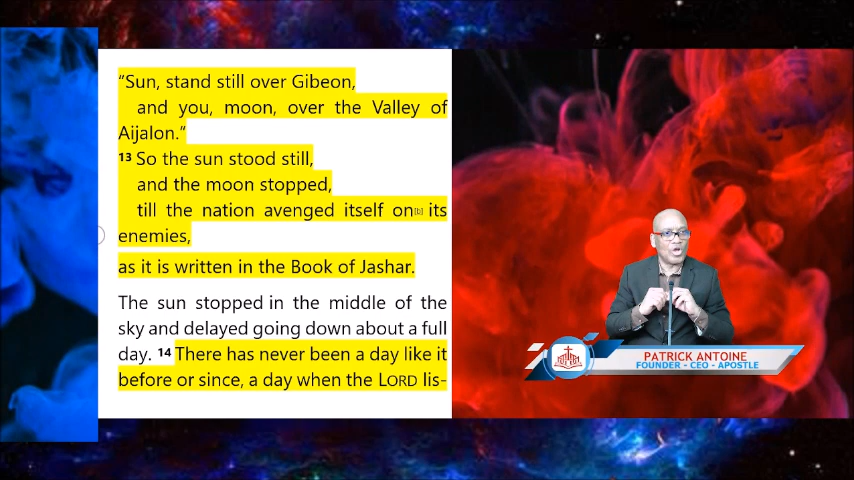 “Sun, stand still over Gibeon,
and you, moon, over the Valley of
Aijalon.”
13 So the sun stood still,
and the moon stopped,
till the nation avenged itself on[b] its
enemies,
as it is written in the Book of Jashar.
The sun stopped in the middle of the
sky and delayed going down about a full
day. 14 There has never been a day like it
before or since, a day when the LORD lis-
PATRICK ANTOINE
FOUNDER - CEO - APOSTLE